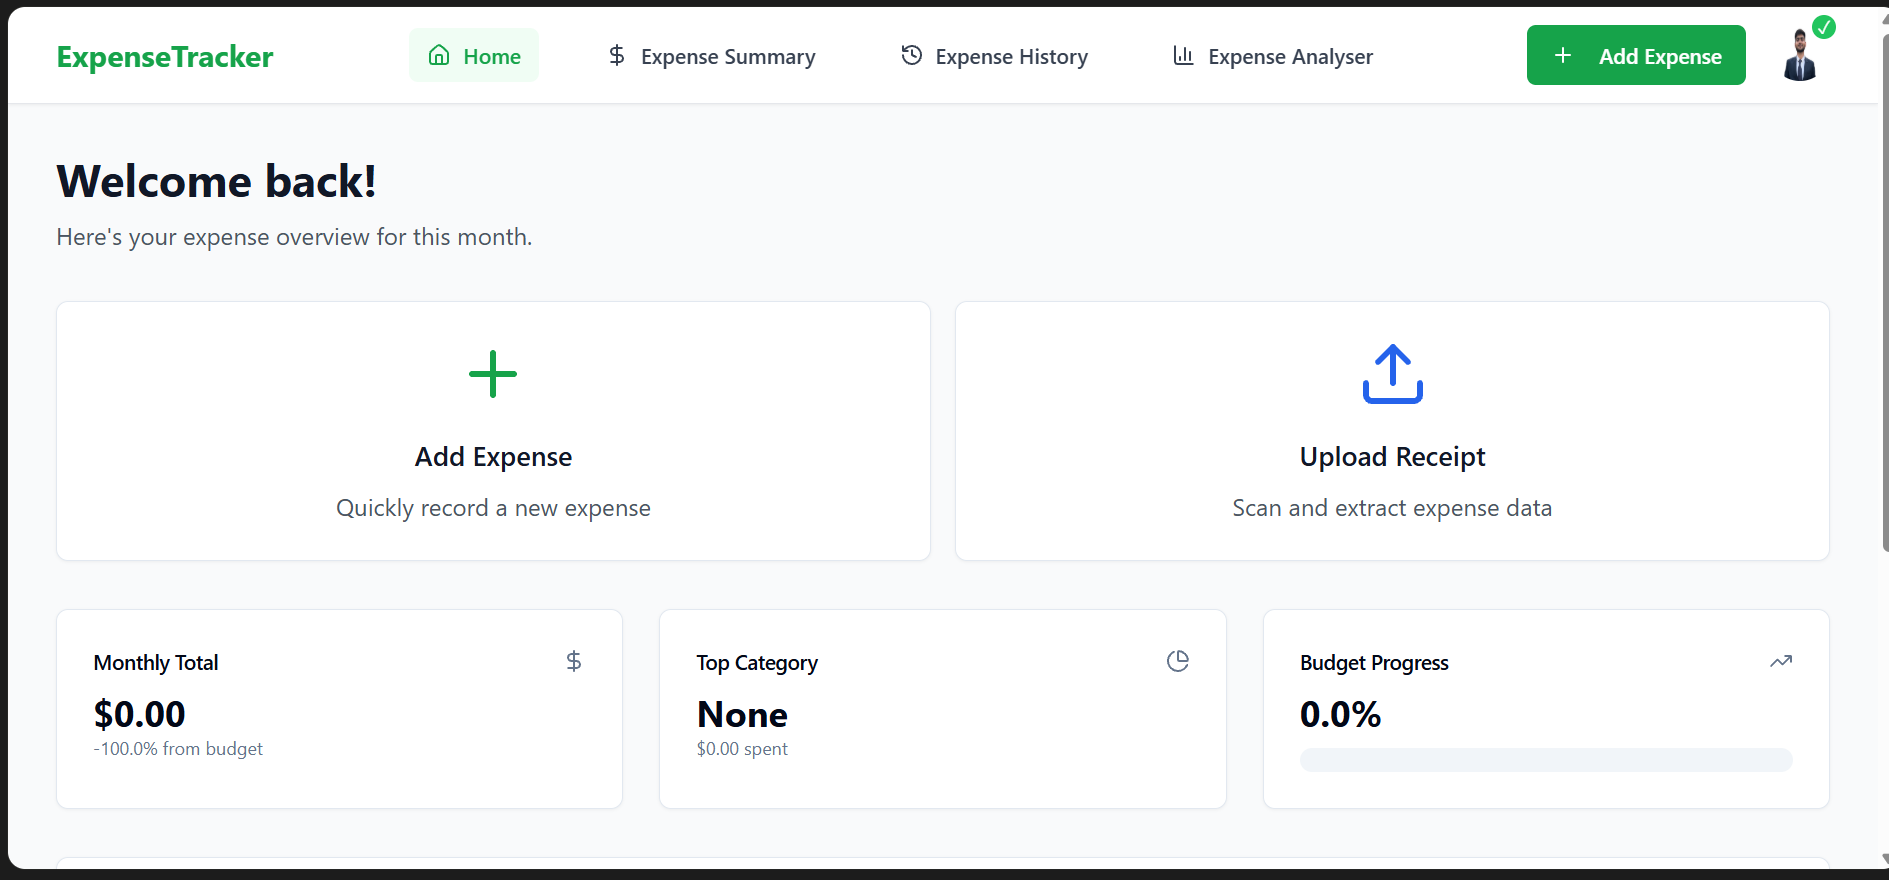 ExpenseTracker
Home
Expense Summary
Expense History
Expense Analyser
Add Expense
Welcome back!
Here's your expense overview for this month.
Add Expense
Quickly record a new expense
Upload Receipt
Scan and extract expense data
Monthly Total
$0.00
-100.0% from budget
Top Category
None
$0.00 spent
Budget Progress
0.0%